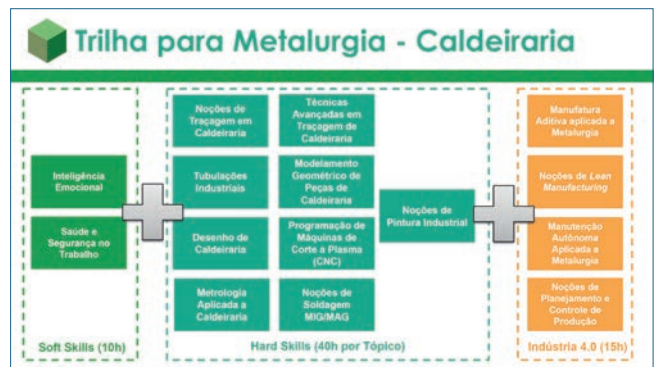 Trilha para Metalurgia - Caldeiraria
Inteligência
Emocional
Saúde e
Segurança no
Trabalho
Soft Skills (10h)
Noções de
Traçagem em
Caldeiraria
Tubulações
Industriais
Desenho de
Caldeiraria
Metrologia
Aplicada a
Caldeiraria
Técnicas
Avançadas em
Traçagem de
Caldeiraria
Modelamento
Geométrico de
Peças de
Caldeiraria
Programação de
Máquinas de
Corte a Plasma
(CNC)
Noções de
Soldagem
MIG/MAG
Noções de
Pintura Industrial
Hard Skills (40h por Tópico)
Manufatura
Aditiva aplicada a
Metalurgia
Noções de Lean
Manufacturing
Manutenção
Autônoma
Aplicada a
Metalurgia
Noções de
Planejamento e
Controle de
Produção
Indústria 4.0 (15h)